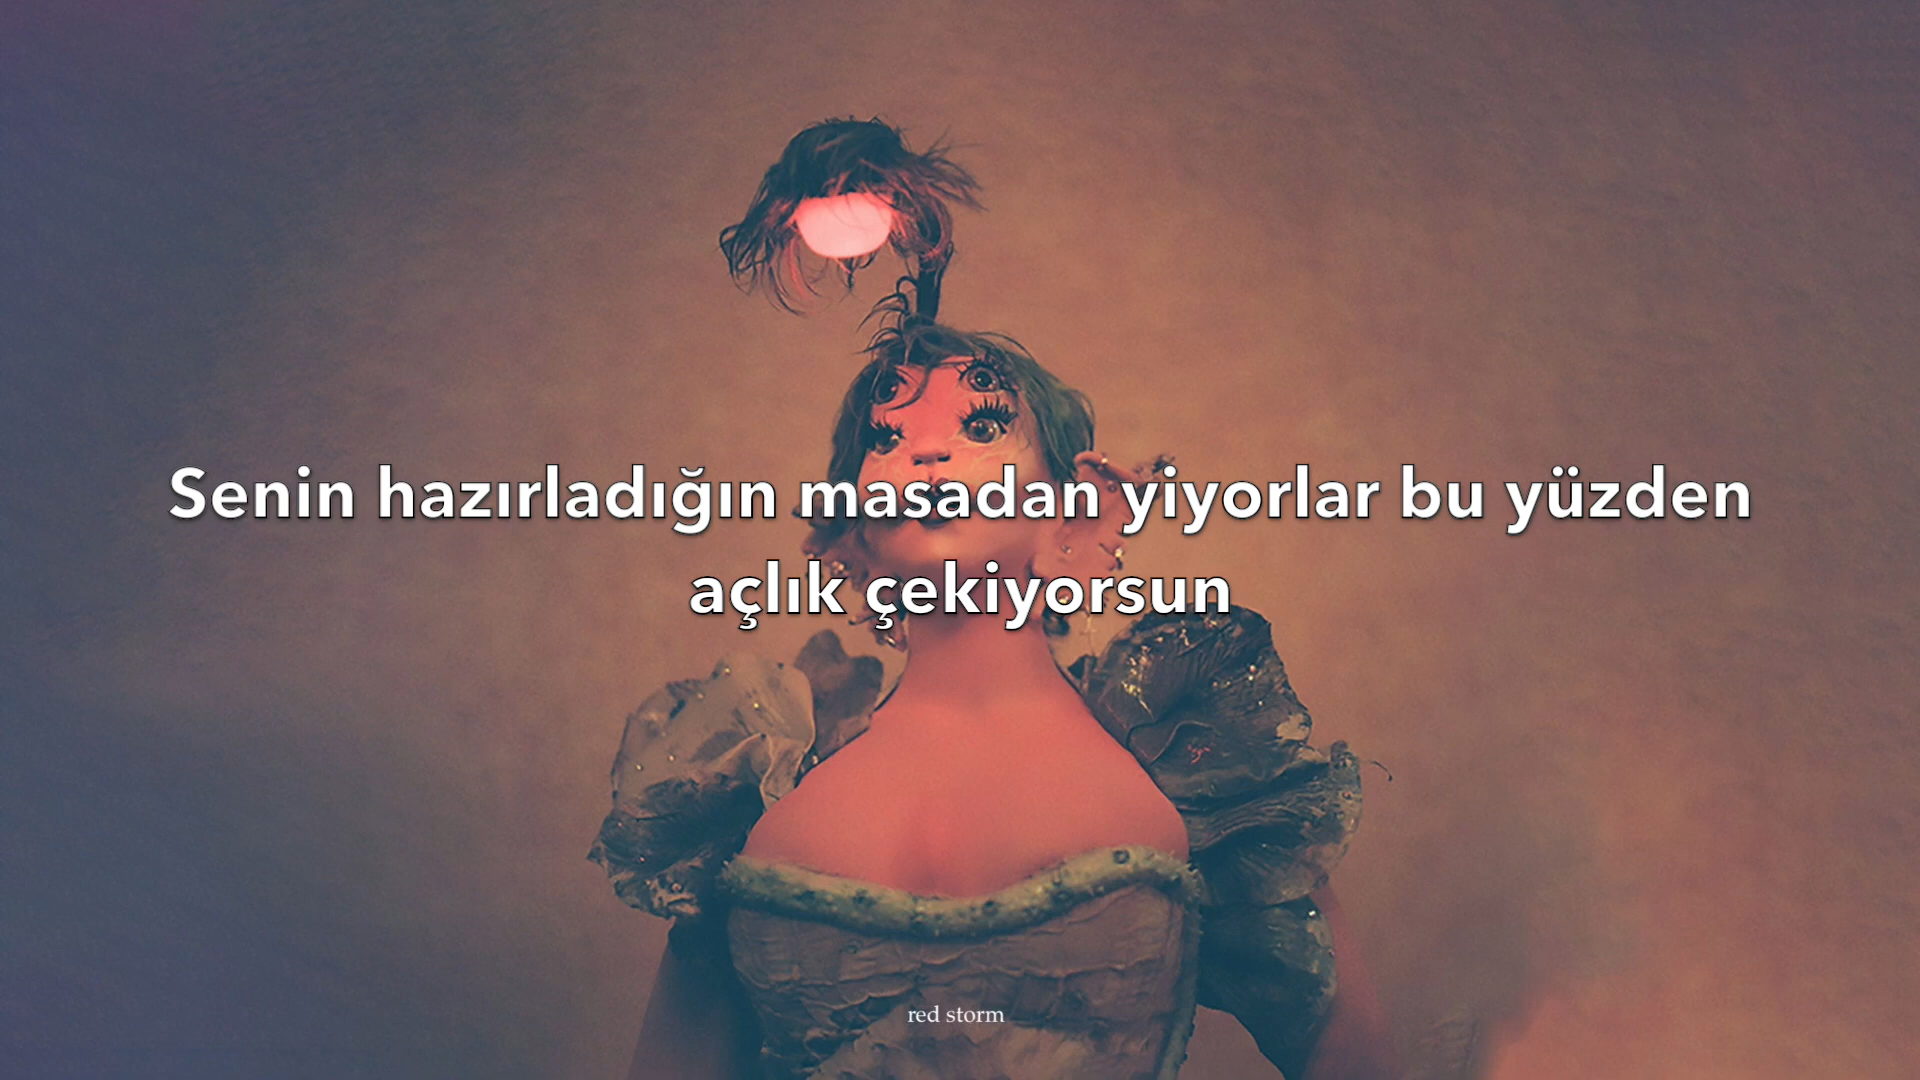 Senin hazırladığın masadan yiyorlar bu yüzden
açlık çekiyorsun
red storm